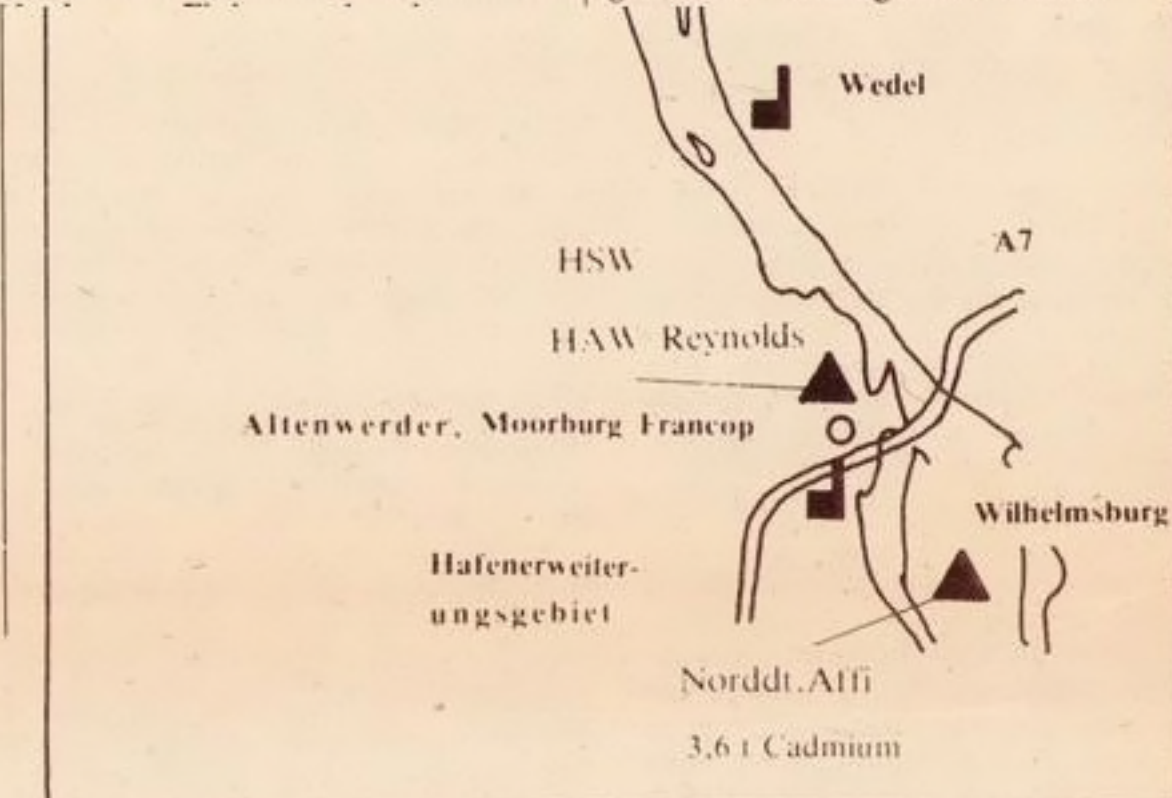 Wedel
A7
HSW
HAW Reynolds
Altenwerder, Moorburg Francop
Wilhelmsburg
Hafenerweiter-
ungsgebiet
Norddt. Affi
3,6 t Cadmium